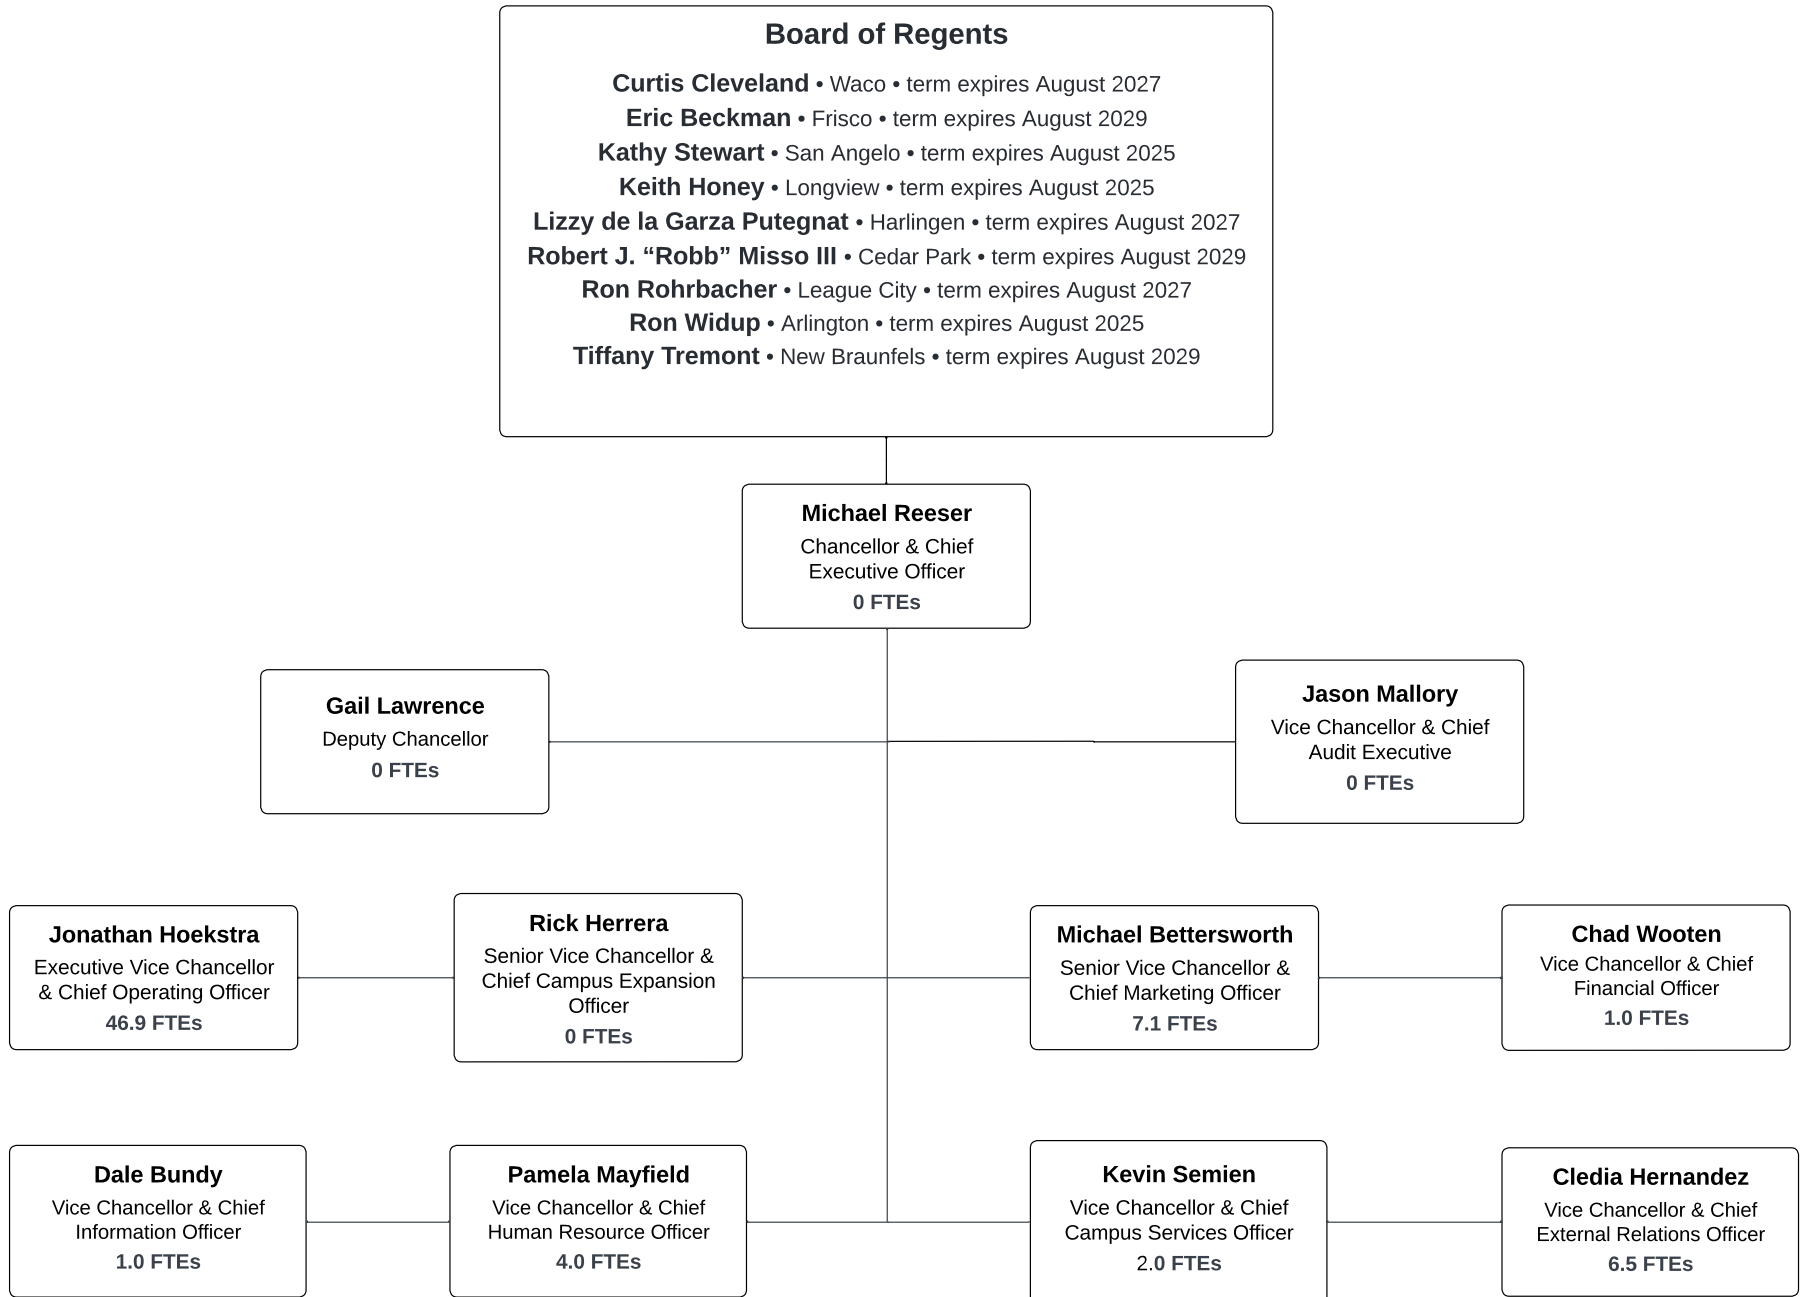 Board of Regents
Curtis Cleveland • Waco • term expires August 2027
Eric Beckman • Frisco • term expires August 2029
Kathy Stewart • San Angelo • term expires August 2025
Keith Honey • Longview • term expires August 2025
Lizzy de la Garza Putegnat • Harlingen • term expires August 2027
Robert J. “Robb” Misso III • Cedar Park • term expires August 2029
Ron Rohrbacher • League City • term expires August 2027
Ron Widup • Arlington • term expires August 2025
Tiffany Tremont • New Braunfels • term expires August 2029
Michael Reeser
Chancellor & Chief
Executive Officer
0 FTEs
Gail Lawrence
Deputy Chancellor
0 FTEs
Jason Mallory
Vice Chancellor & Chief
Audit Executive
0 FTEs
Jonathan Hoekstra
Executive Vice Chancellor
& Chief Operating Officer
46.9 FTEs
Rick Herrera
Senior Vice Chancellor &
Chief Campus Expansion
Officer
0 FTEs
Michael Bettersworth
Senior Vice Chancellor &
Chief Marketing Officer
7.1 FTEs
Chad Wooten
Vice Chancellor & Chief
Financial Officer
1.0 FTEs
Dale Bundy
Vice Chancellor & Chief
Information Officer
1.0 FTEs
Pamela Mayfield
Vice Chancellor & Chief
Human Resource Officer
4.0 FTEs
Kevin Semien
Vice Chancellor & Chief
Campus Services Officer
2.0 FTEs
Cledia Hernandez
Vice Chancellor & Chief
External Relations Officer
6.5 FTEs